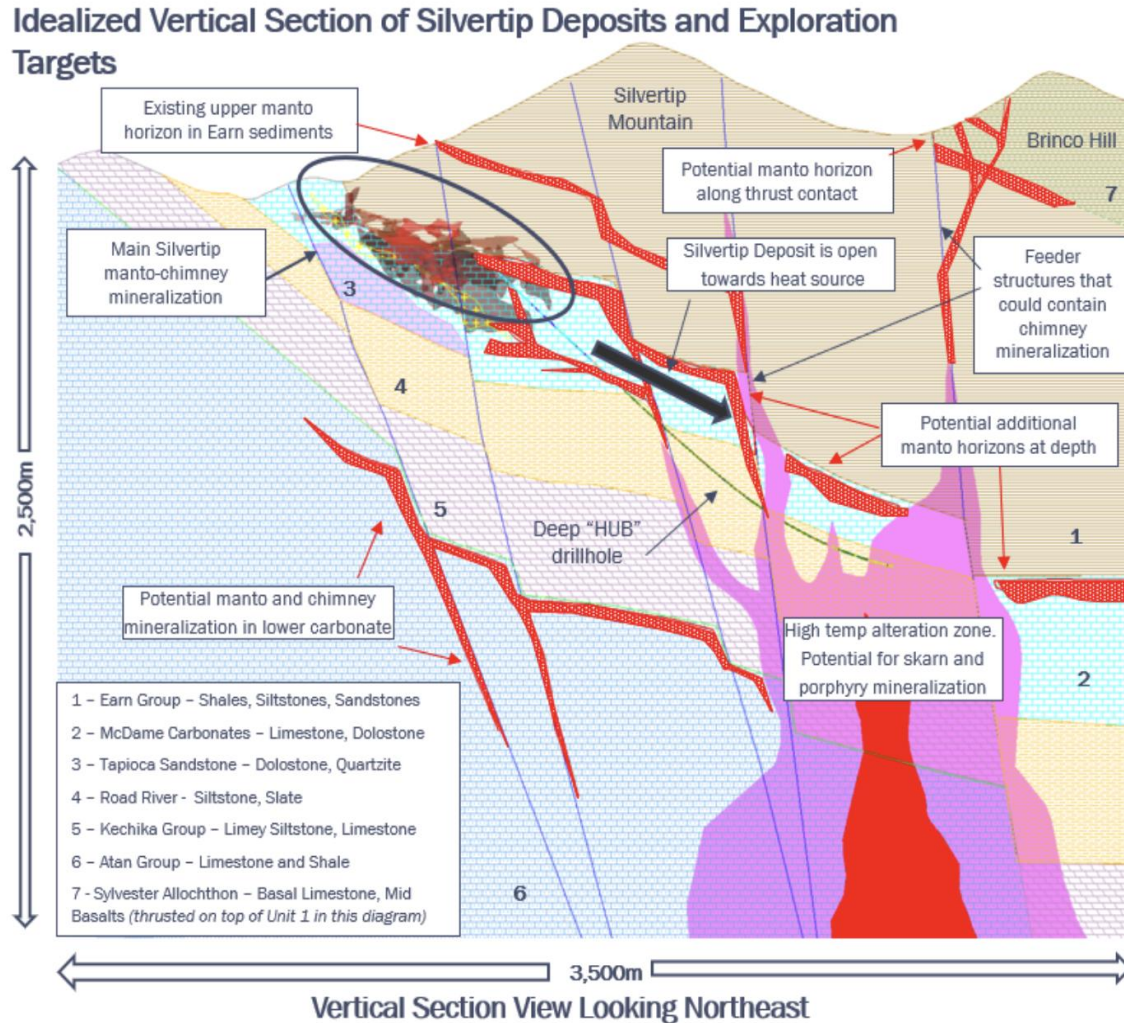 Idealized Vertical Section of Silvertip Deposits and Exploration
Targets
Existing upper manto
horizon in Earn sediments
Silvertip
Mountain
Brinco Hill
Potential manto horizon
along thrust contact
7
Main Silvertip
manto-chimney
mineralization
Silvertip Deposit is open
towards heat source
Feeder
structures that
could contain
chimney
mineralization
3
4
Potential additional
manto horizons at depth
2,500m
5
Deep “HUB”
drillhole
1
Potential manto and chimney
mineralization in lower carbonate
High temp alteration zone.
Potential for skarn and
porphyry mineralization
2
1 – Earn Group – Shales, Siltstones, Sandstones
2 – McDame Carbonates – Limestone, Dolostone
3 – Tapioca Sandstone – Dolostone, Quartzite
4 – Road River - Siltstone, Slate
5 – Kechika Group – Limey Siltstone, Limestone
6 – Atan Group – Limestone and Shale
7 - Sylvester Allochthon – Basal Limestone, Mid
Basalts (thrusted on top of Unit 1 in this diagram)
6
3,500m
Vertical Section View Looking Northeast